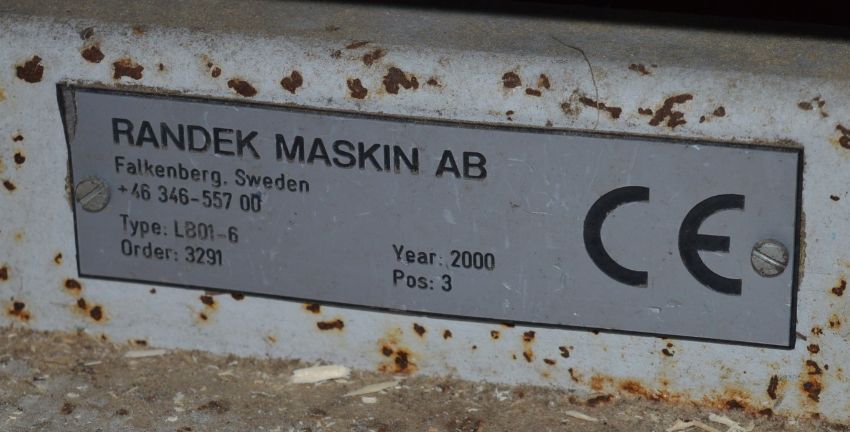 RANDEK MASKIN AB
Falkenberg, Sweden
+46 346-557 00
Type: LB01-6
Order: 3291
Year: 2000
Pos: 3
CE